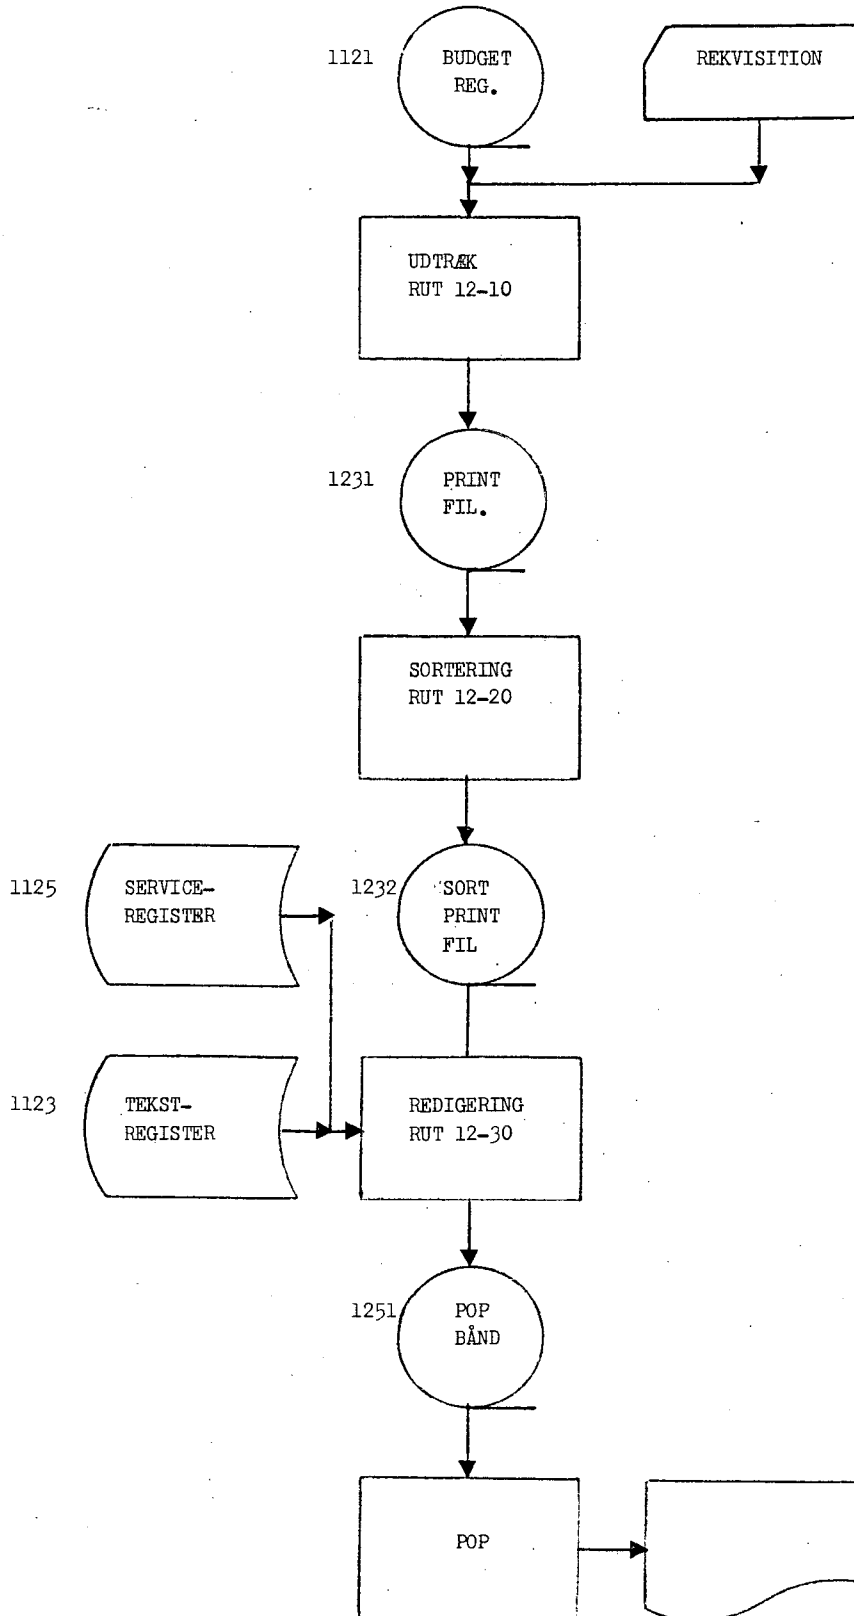 1121
BUDGET
REG.
REKVISITION
UDTRÆK
RUT 12-10
1231
PRINT
FIL.
SORTERING
RUT 12-20
1125
SERVICE-
REGISTER
1232
SORT
PRINT
FIL
1123
TEKST-
REGISTER
REDIGERING
RUT 12-30
1251
POP
BÅND
POP